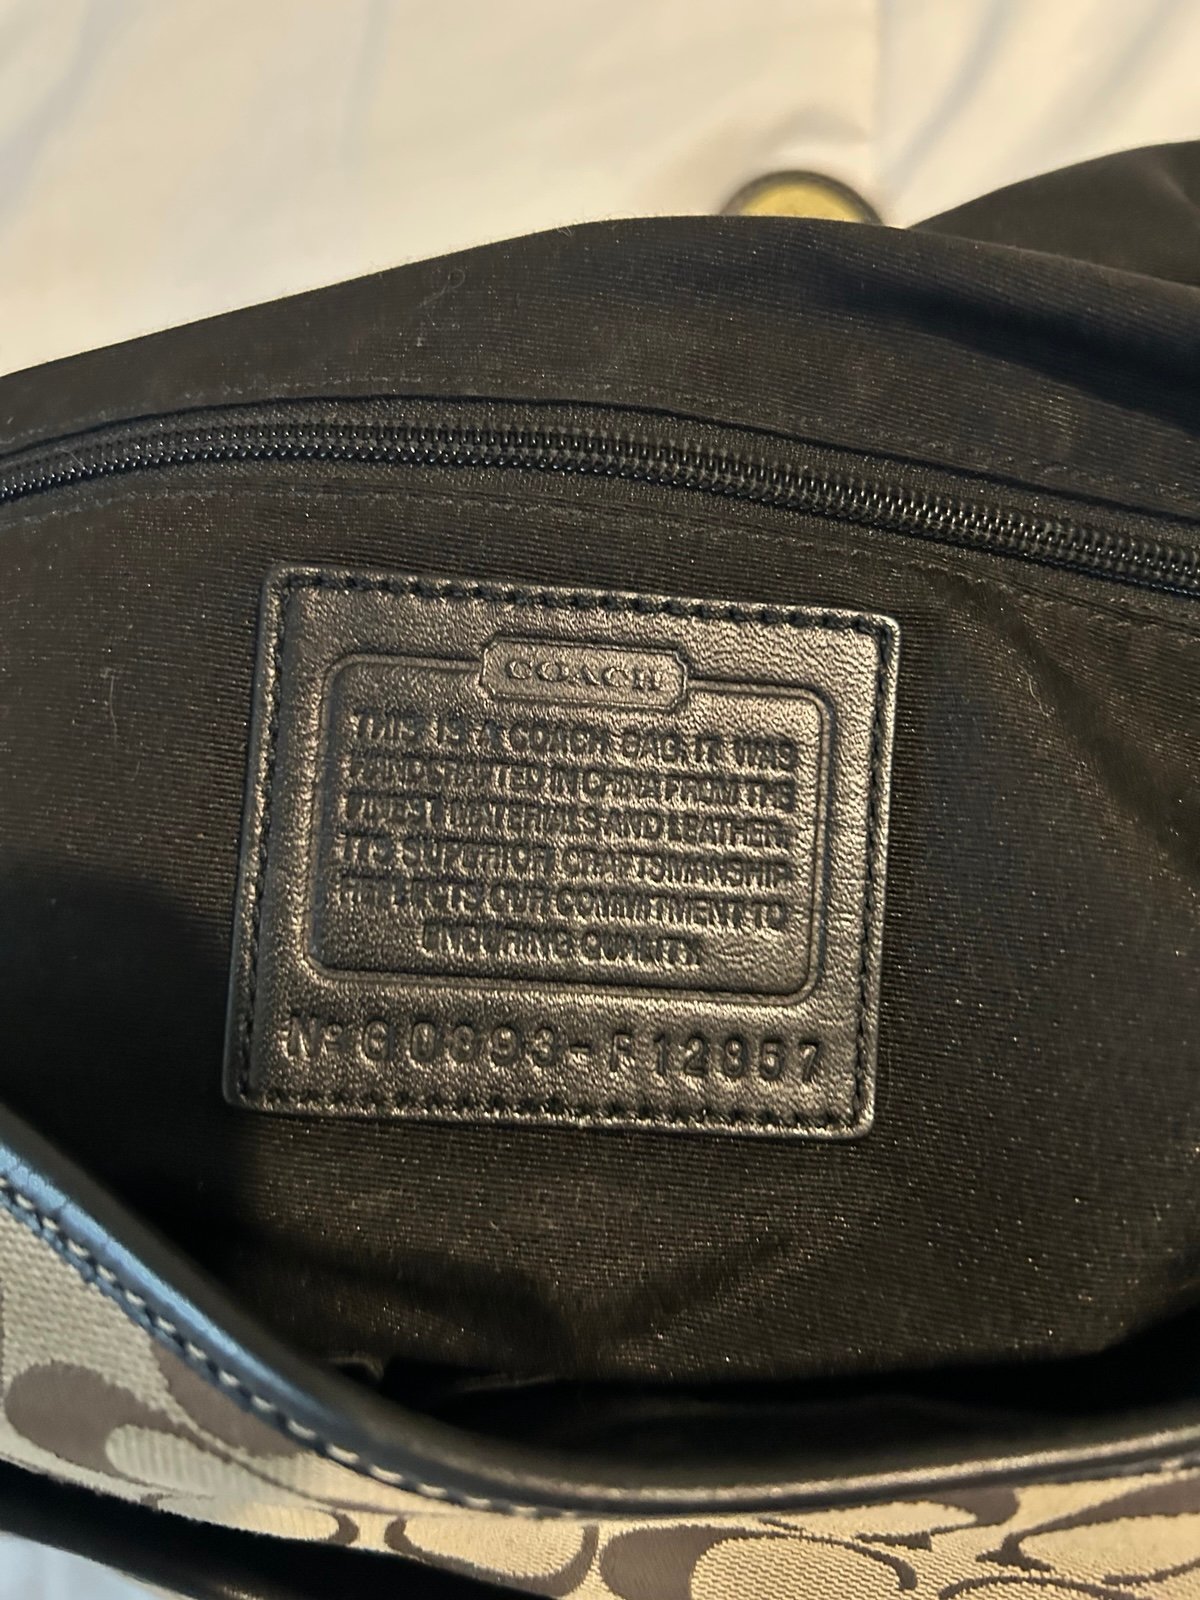 COACH
THIS IS A COACH BAG. IT WAS
HANDCRAFTED IN CHINA FROM THE
FINEST MATERIALS AND LEATHER.
ITS SUPERIOR CRAFTSMANSHIP
REFLECTS OUR COMMITMENT TO
ENDURING QUALITY.
Nº G0893-F12857